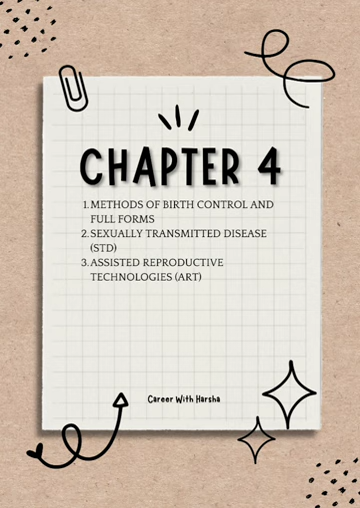 CHAPTER 4
1. METHODS OF BIRTH CONTROL AND
FULL FORMS
2. SEXUALLY TRANSMITTED DISEASE
(STD)
3. ASSISTED REPRODUCTIVE
TECHNOLOGIES (ART)
Career With Harsha